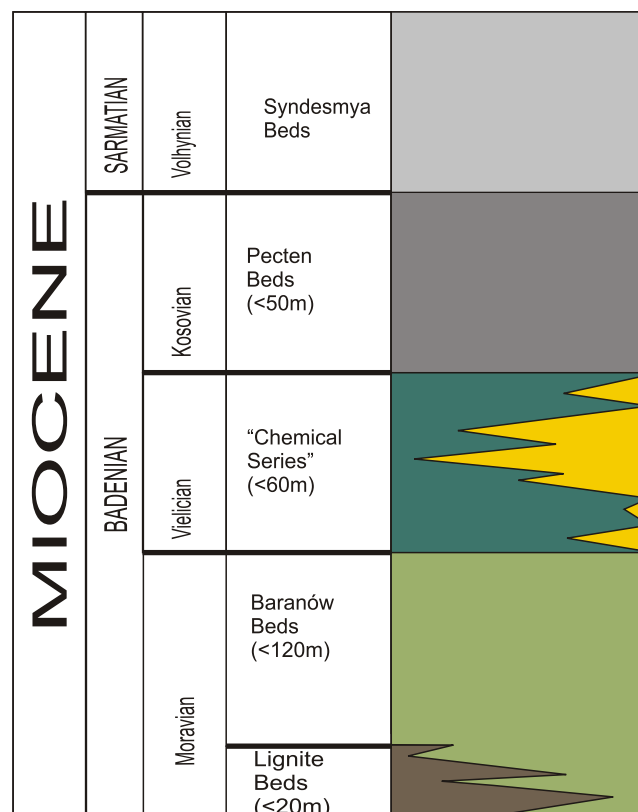 MIOCENE
SARMATIAN
Volhynian
Syndesmya
Beds
BADENIAN
Kosovian
Pecten
Beds
(<50m)
Vielician
“Chemical
Series”
(<60m)
Moravian
Baranów
Beds
(<120m)
Lignite
Beds
(<20m)